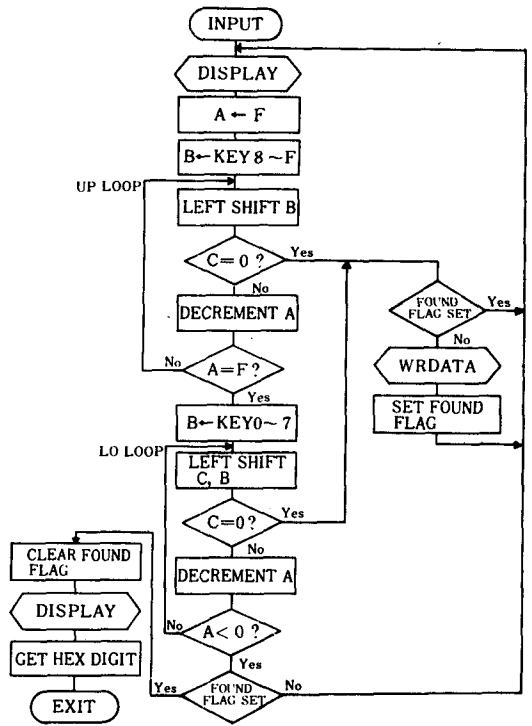 INPUT
DISPLAY
A ← F
B←KEY 8 ~F
UP LOOP
LEFT SHIFT B
C=0 ?
Yes
No
DECREMENT A
A=F ?
No
Yes
FOUND
FLAG SET
Yes
No
WRDATA
SET FOUND
FLAG
B←KEY0~ 7
LO LOOP
LEFT SHIFT
C, B
C=0?
Yes
No
DECREMENT A
A< 0 ?
No
Yes
FOUND
FLAG SET
Yes
No
CLEAR FOUND
FLAG
DISPLAY
GET HEX DIGIT
EXIT